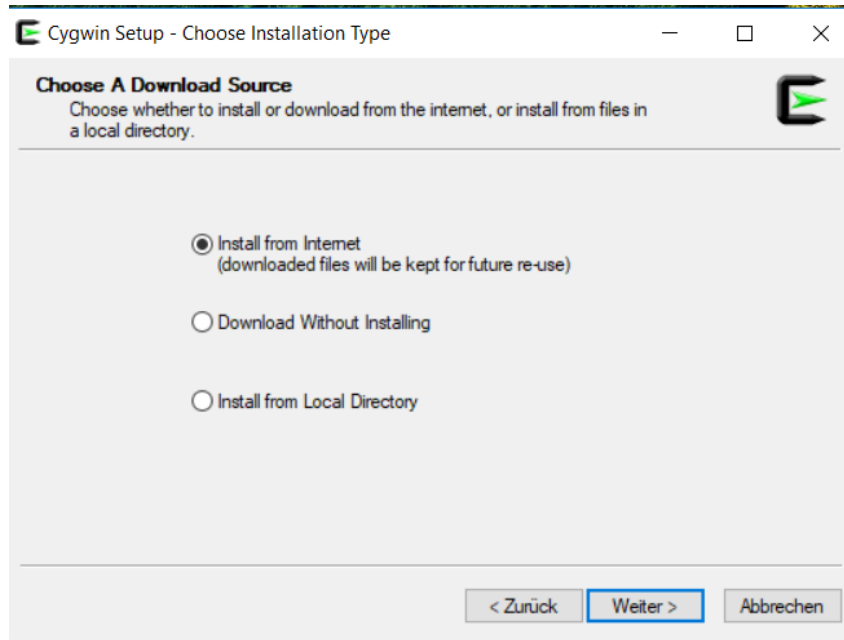 Cygwin Setup - Choose Installation Type
Choose A Download Source
Choose whether to install or download from the internet, or install from files in
a local directory.
Install from Internet
(downloaded files will be kept for future re-use)
Download Without Installing
Install from Local Directory
< Zurück
Weiter >
Abbrechen